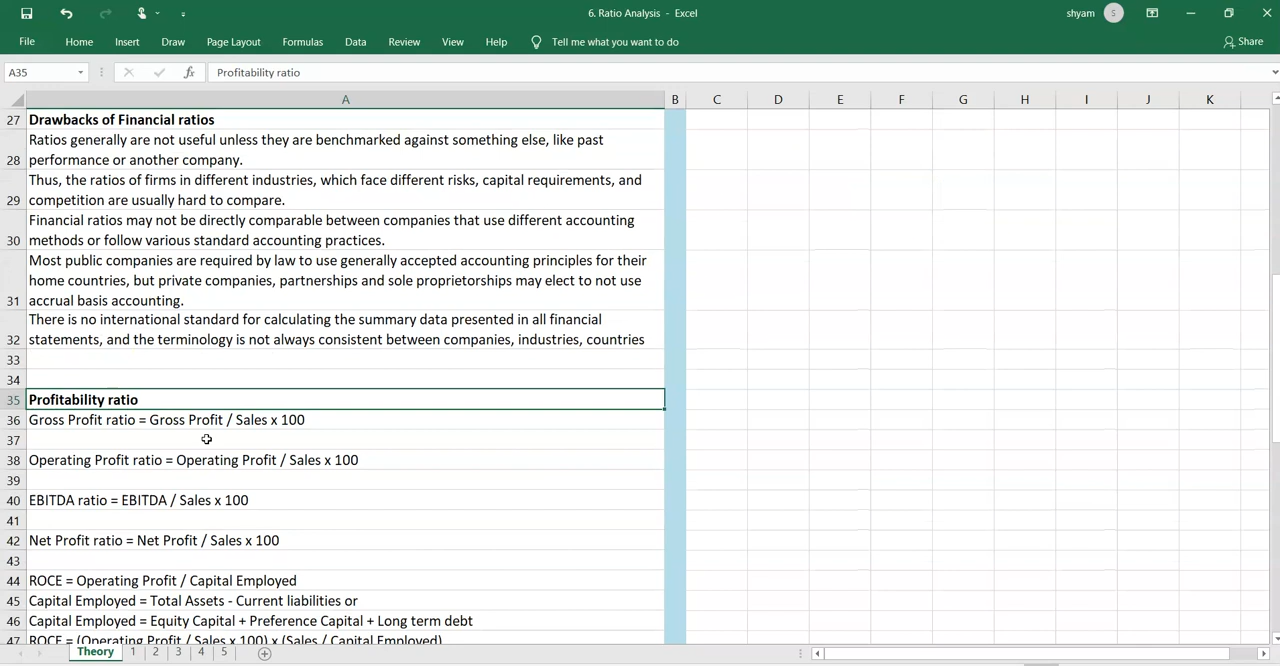 6. Ratio Analysis - Excel
shyam
S
File Home Insert Draw Page Layout Formulas Data Review View Help Tell me what you want to do
Share
A35
fx
Profitability ratio
A B C D E F G H I J K
27 Drawbacks of Financial ratios
Ratios generally are not useful unless they are benchmarked against something else, like past
28 performance or another company.
Thus, the ratios of firms in different industries, which face different risks, capital requirements, and
29 competition are usually hard to compare.
Financial ratios may not be directly comparable between companies that use different accounting
30 methods or follow various standard accounting practices.
Most public companies are required by law to use generally accepted accounting principles for their
home countries, but private companies, partnerships and sole proprietorships may elect to not use
31 accrual basis accounting.
There is no international standard for calculating the summary data presented in all financial
32 statements, and the terminology is not always consistent between companies, industries, countries
33
34
35 Profitability ratio
36 Gross Profit ratio = Gross Profit / Sales x 100
37
38 Operating Profit ratio = Operating Profit / Sales x 100
39
40 EBITDA ratio = EBITDA / Sales x 100
41
42 Net Profit ratio = Net Profit / Sales x 100
43
44 ROCE = Operating Profit / Capital Employed
45 Capital Employed = Total Assets - Current liabilities or
46 Capital Employed = Equity Capital + Preference Capital + Long term debt
47 ROCE = (Operating Profit / Sales x 100) x (Sales / Capital Employed)
Theory 1 2 3 4 5